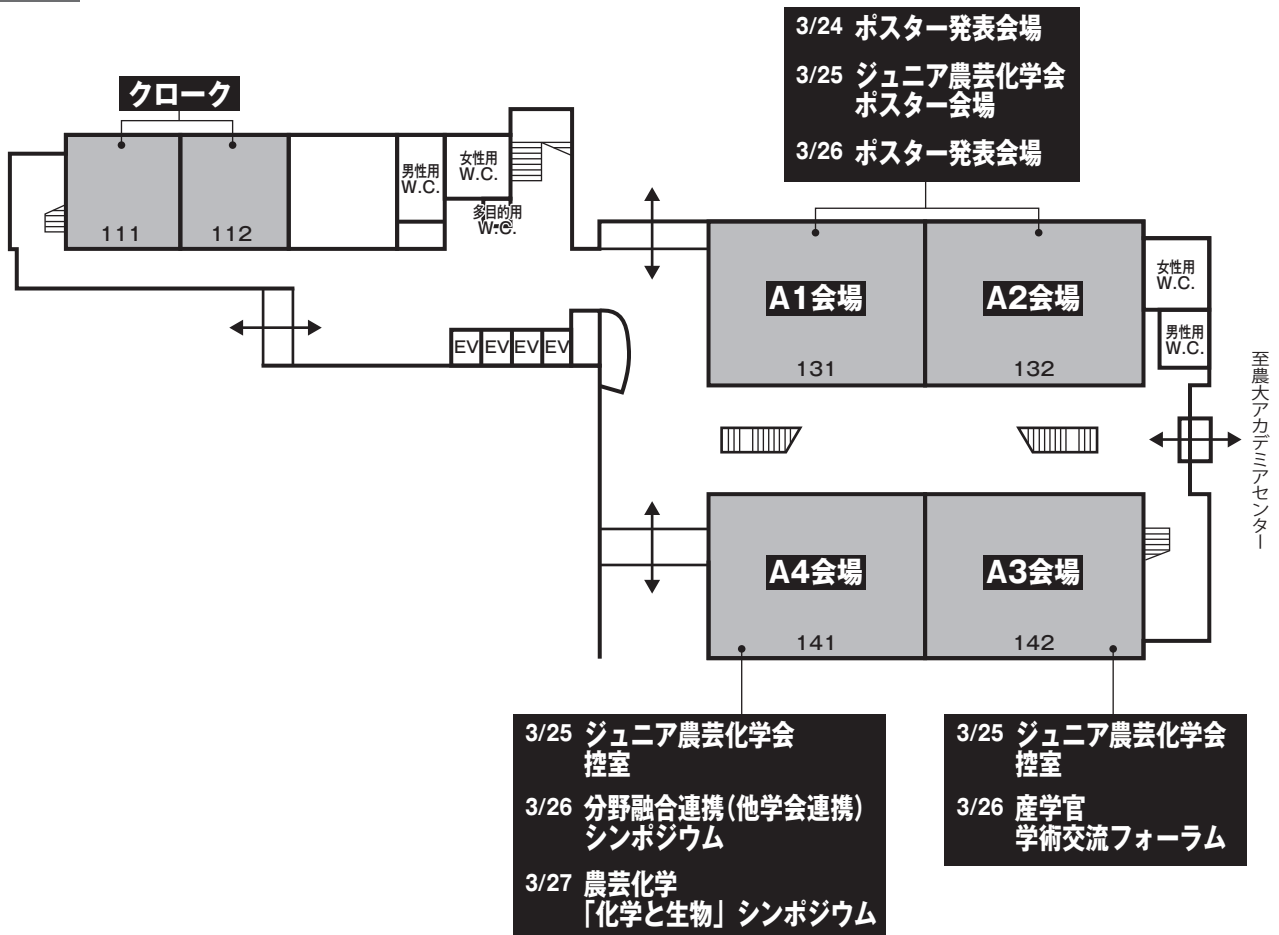 3/24 ポスター発表会場
3/25 ジュニア農芸化学会
ポスター会場
3/26 ポスター発表会場
クローク
男性用
W.C.
女性用
W.C.
多目的用
W.C.
111
112
A1会場
A2会場
131
132
女性用
W.C.
男性用
W.C.
EV
EV
EV
EV
至農大アカデミアセンター
A4会場
A3会場
141
142
3/25 ジュニア農芸化学会
控室
3/26 分野融合連携(他学会連携)
シンポジウム
3/27 農芸化学
「化学と生物」シンポジウム
3/25 ジュニア農芸化学会
控室
3/26 産学官
学術交流フォーラム